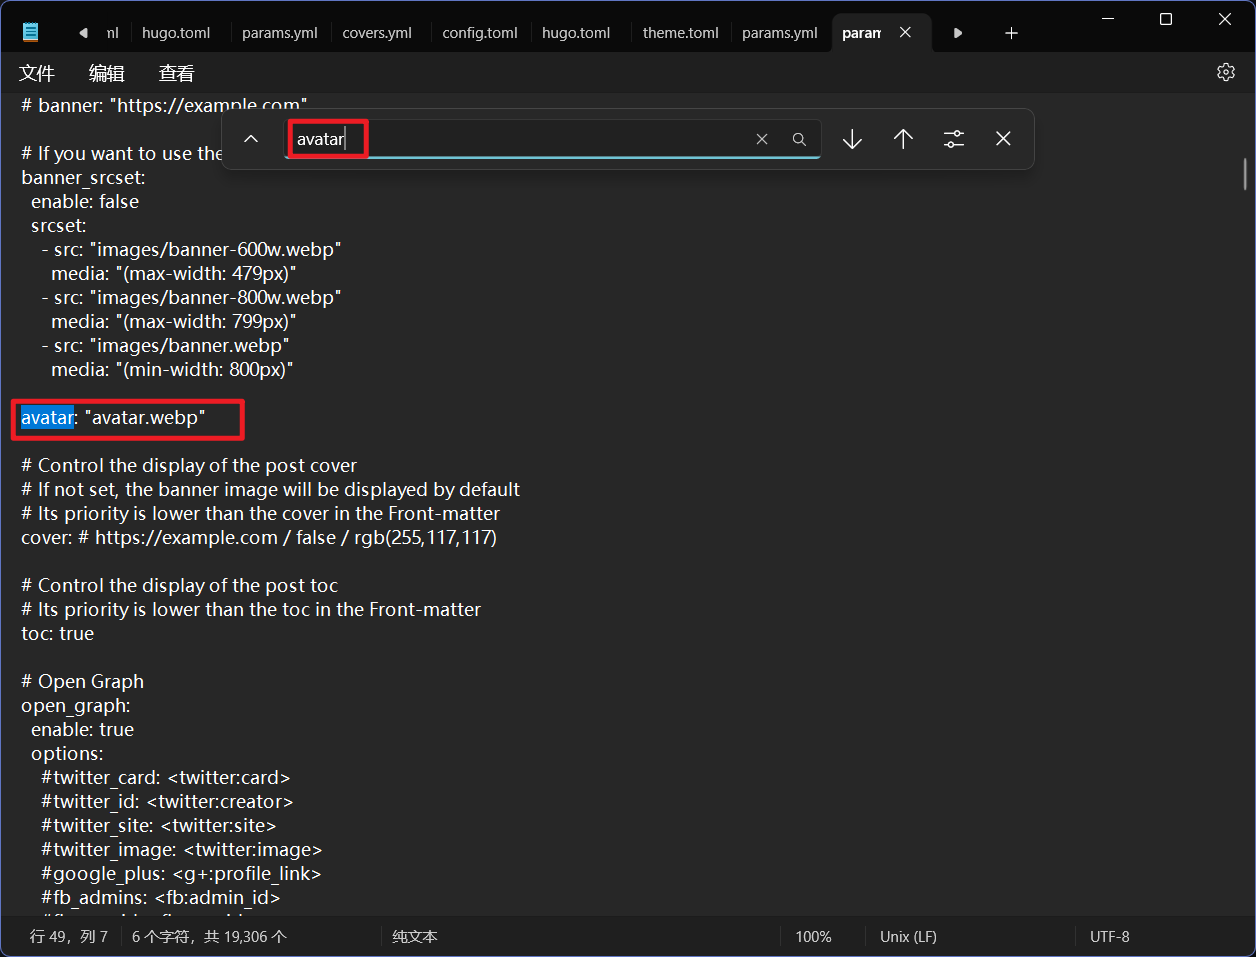 ml hugo.toml params.yml covers.yml config.toml hugo.toml theme.toml params.yml param
文件 编辑 查看
# banner: "https://example.com"
avatar
# If you want to use the
banner_srcset:
enable: false
srcset:
- src: "images/banner-600w.webp"
media: "(max-width: 479px)"
- src: "images/banner-800w.webp"
media: "(max-width: 799px)"
- src: "images/banner.webp"
media: "(min-width: 800px)"
avatar: "avatar.webp"
# Control the display of the post cover
# If not set, the banner image will be displayed by default
# Its priority is lower than the cover in the Front-matter
cover: # https://example.com / false / rgb(255,117,117)
# Control the display of the post toc
# Its priority is lower than the toc in the Front-matter
toc: true
# Open Graph
open_graph:
enable: true
options:
#twitter_card: <twitter:card>
#twitter_id: <twitter:creator>
#twitter_site: <twitter:site>
#twitter_image: <twitter:image>
#google_plus: <g+:profile_link>
#fb_admins: <fb:admin_id>
行 49，列 7 6 个字符，共 19,306 个 纯文本 100% Unix (LF) UTF-8